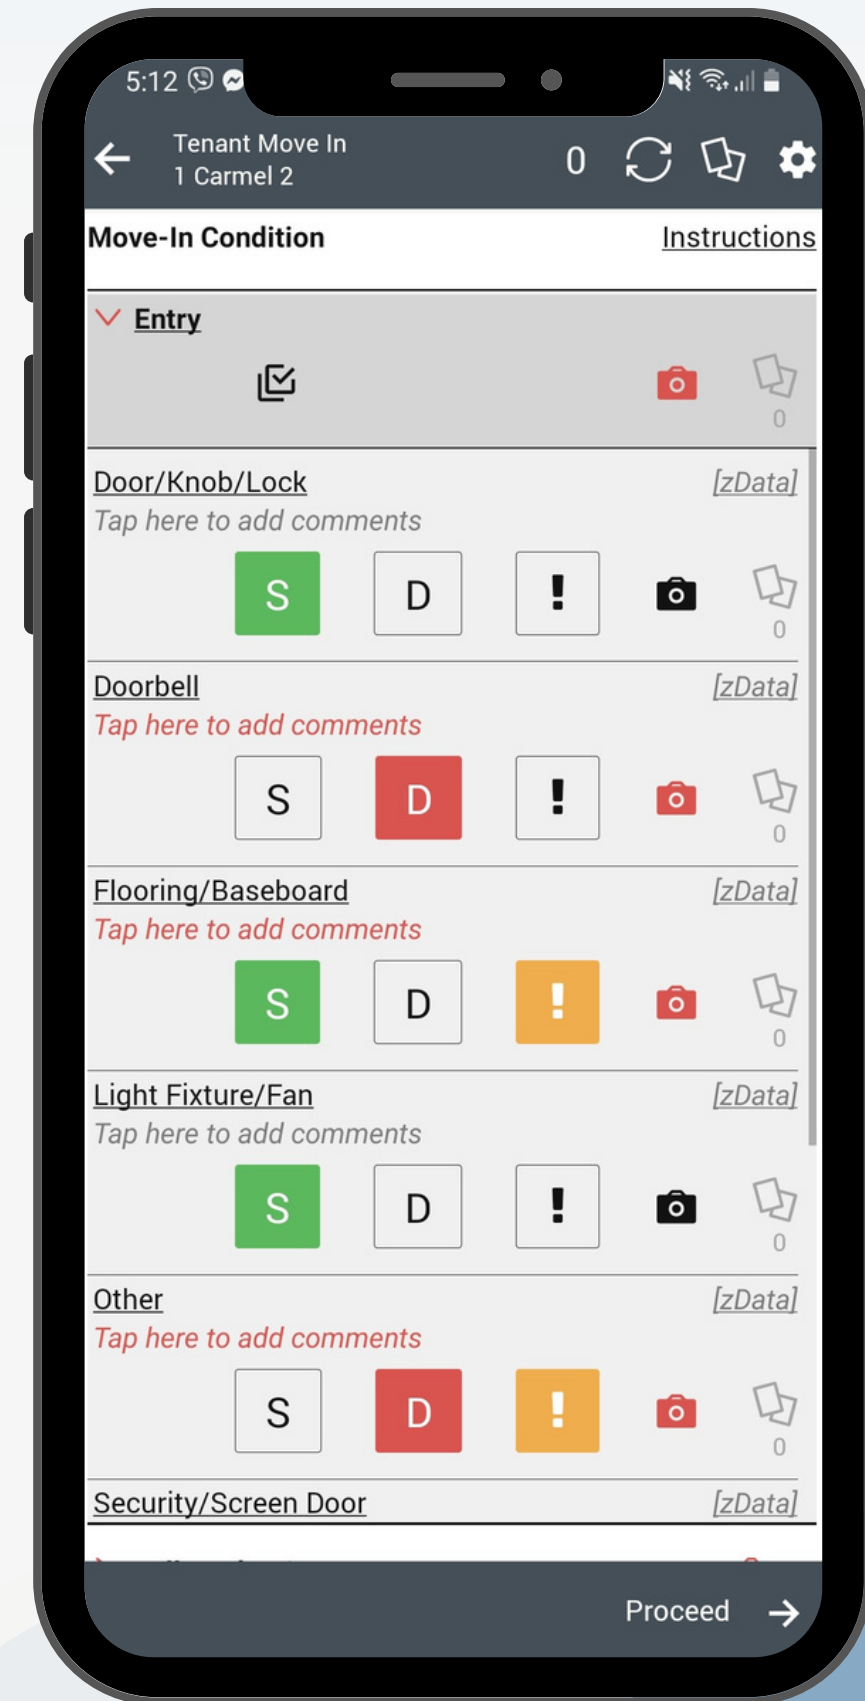 5:12
Tenant Move In
1 Carmel 2
0
Move-In Condition
Instructions
Entry
0
Door/Knob/Lock
[zData]
Tap here to add comments
S
D
!
0
Doorbell
[zData]
Tap here to add comments
S
D
!
0
Flooring/Baseboard
[zData]
Tap here to add comments
S
D
!
0
Light Fixture/Fan
[zData]
Tap here to add comments
S
D
!
0
Other
[zData]
Tap here to add comments
S
D
!
0
Security/Screen Door
[zData]
Proceed